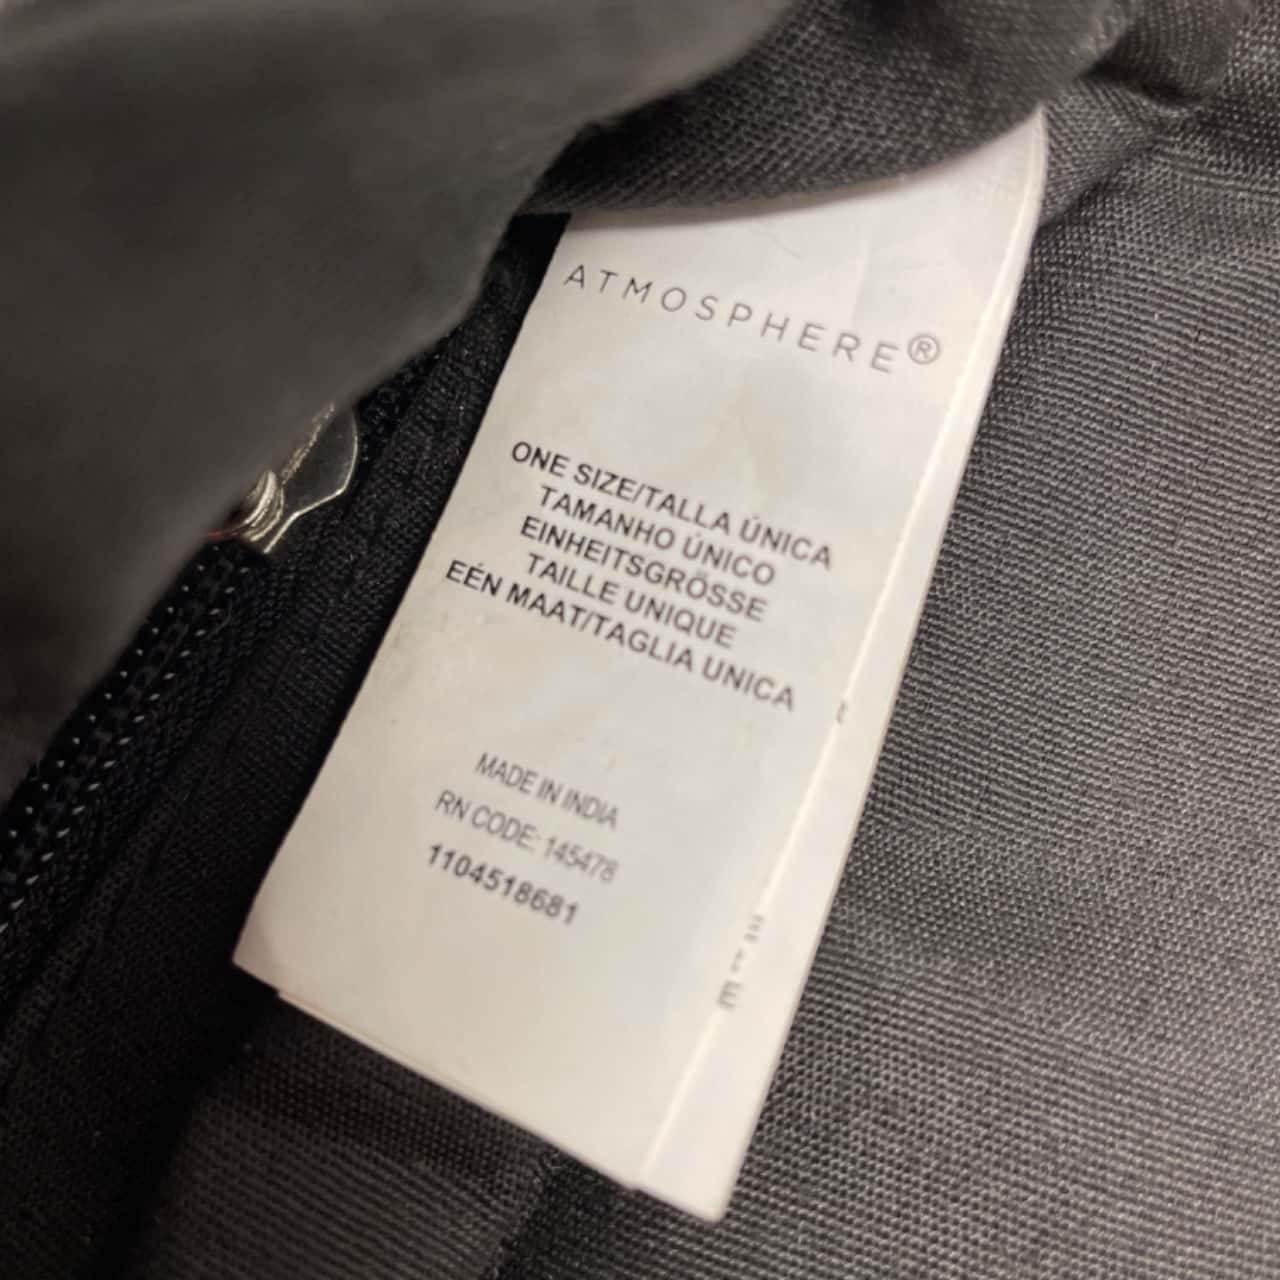 ATMOSPHERE®
ONE SIZE/TALLA ÚNICA
TAMANHO ÚNICO
EINHEITSGRÖSSE
TAILLE UNIQUE
EÉN MAAT/TAGLIA UNICA
MADE IN INDIA
RN CODE: 145478
1104518681